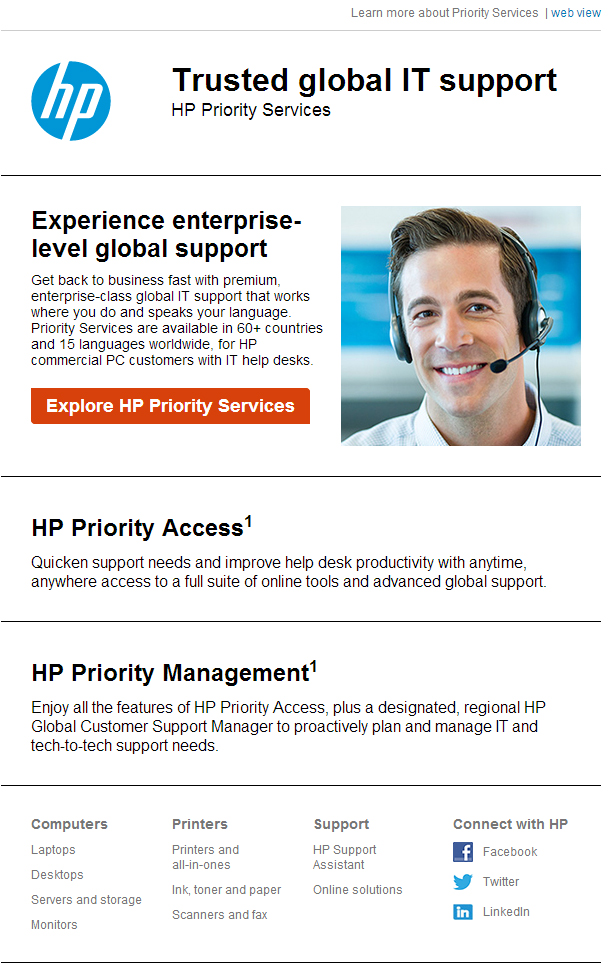 Learn more about Priority Services | web view
hp
Trusted global IT support
HP Priority Services
Experience enterprise-
level global support
Get back to business fast with premium,
enterprise-class global IT support that works
where you do and speaks your language.
Priority Services are available in 60+ countries
and 15 languages worldwide, for HP
commercial PC customers with IT help desks.
Explore HP Priority Services
HP Priority Access1
Quicken support needs and improve help desk productivity with anytime,
anywhere access to a full suite of online tools and advanced global support.
HP Priority Management1
Enjoy all the features of HP Priority Access, plus a designated, regional HP
Global Customer Support Manager to proactively plan and manage IT and
tech-to-tech support needs.
Computers
Laptops
Desktops
Servers and storage
Monitors
Printers
Printers and
all-in-ones
Ink, toner and paper
Scanners and fax
Support
HP Support
Assistant
Online solutions
Connect with HP
Facebook
Twitter
LinkedIn